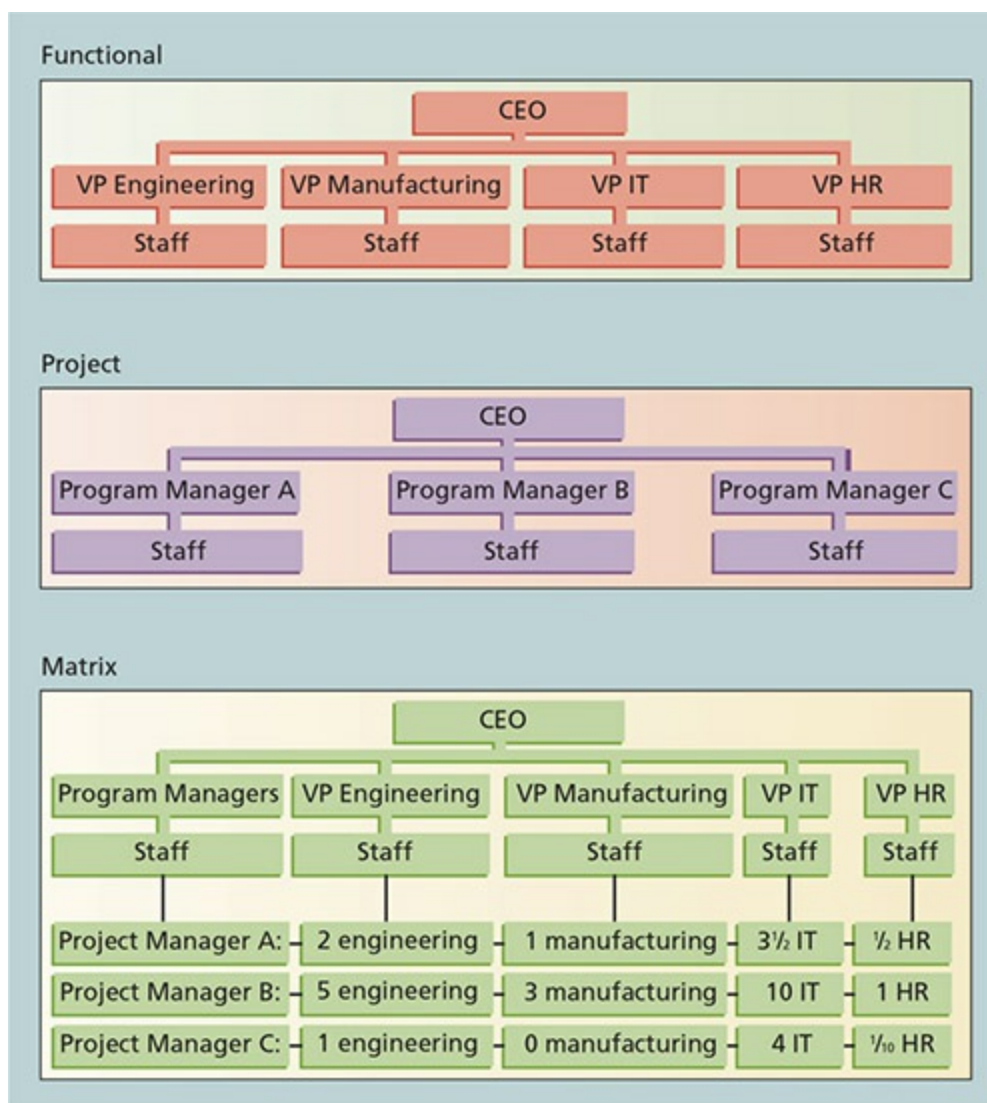 Functional
CEO
VP Engineering VP Manufacturing VP IT VP HR
Staff Staff Staff Staff
Project
CEO
Program Manager A Program Manager B Program Manager C
Staff Staff Staff
Matrix
CEO
Program Managers VP Engineering VP Manufacturing VP IT VP HR
Staff Staff Staff Staff Staff
Project Manager A: 2 engineering 1 manufacturing 3½ IT ½ HR
Project Manager B: 5 engineering 3 manufacturing 10 IT 1 HR
Project Manager C: 1 engineering 0 manufacturing 4 IT ⅒ HR